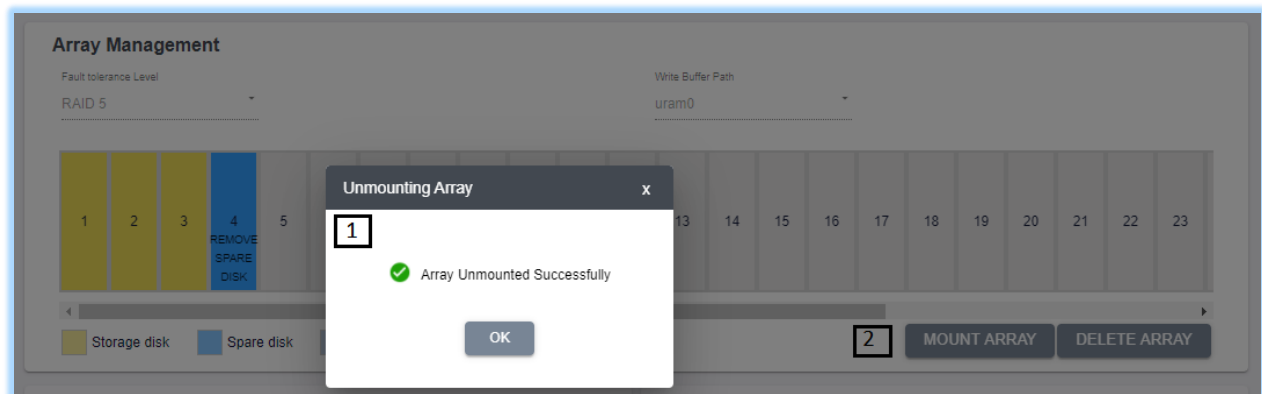 Array Management
Fault tolerance Level
Write Buffer Path
RAID 5
uram0
Unmounting Array x
1 2 3 4 5 13 14 15 16 17 18 19 20 21 22 23
REMOVE
SPARE
DISK
1
Array Unmounted Successfully
OK
Storage disk Spare disk
2 MOUNT ARRAY DELETE ARRAY